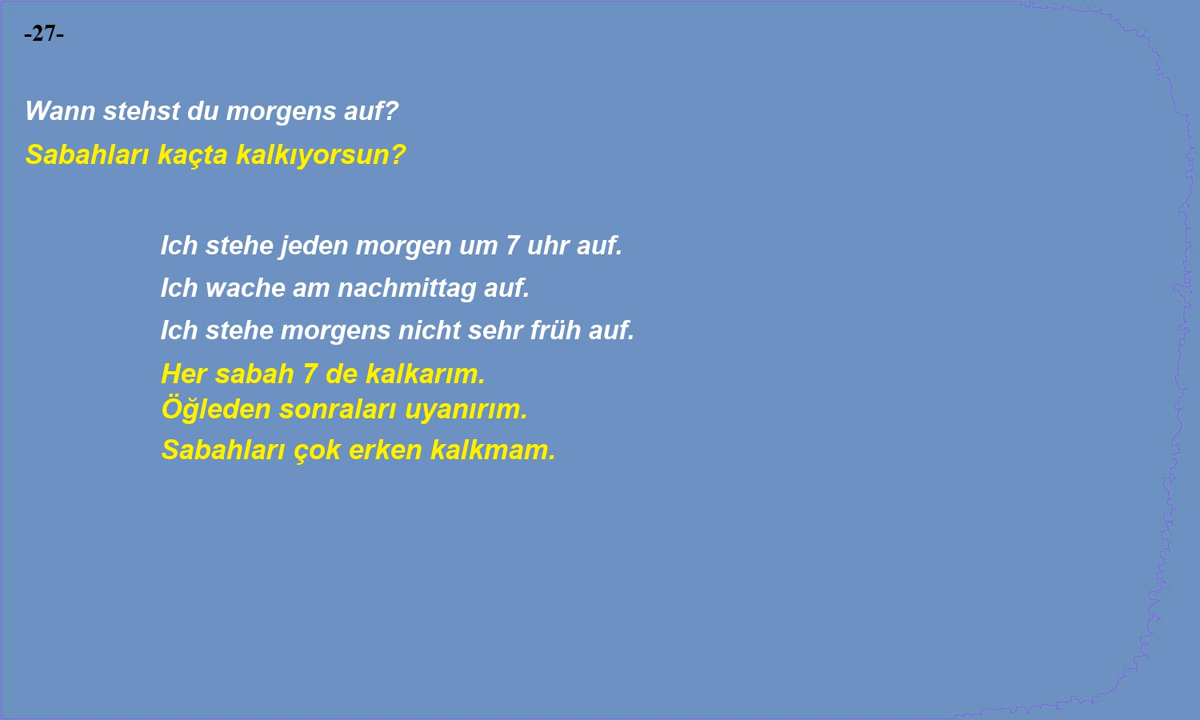 -27-
Wann stehst du morgens auf?
Sabahları kaçta kalkıyorsun?
Ich stehe jeden morgen um 7 uhr auf.
Ich wache am nachmittag auf.
Ich stehe morgens nicht sehr früh auf.
Her sabah 7 de kalkarım.
Öğleden sonraları uyanırım.
Sabahları çok erken kalkmam.